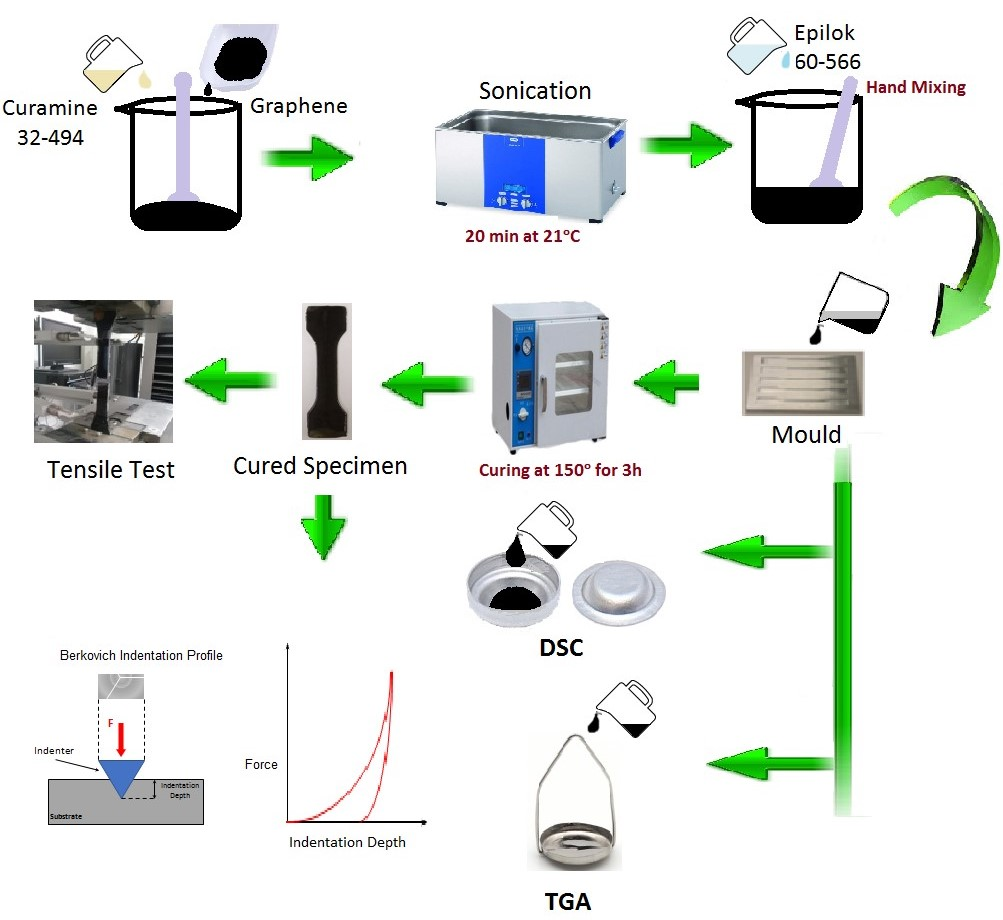 Curamine
32-494
Graphene
Sonication
20 min at 21°C
Epilok
60-566
Hand Mixing
Mould
Curing at 150° for 3h
Cured Specimen
Tensile Test
DSC
TGA
Berkovich Indentation Profile
F
Indenter
Indentation
Depth
Substrate
Force
Indentation Depth